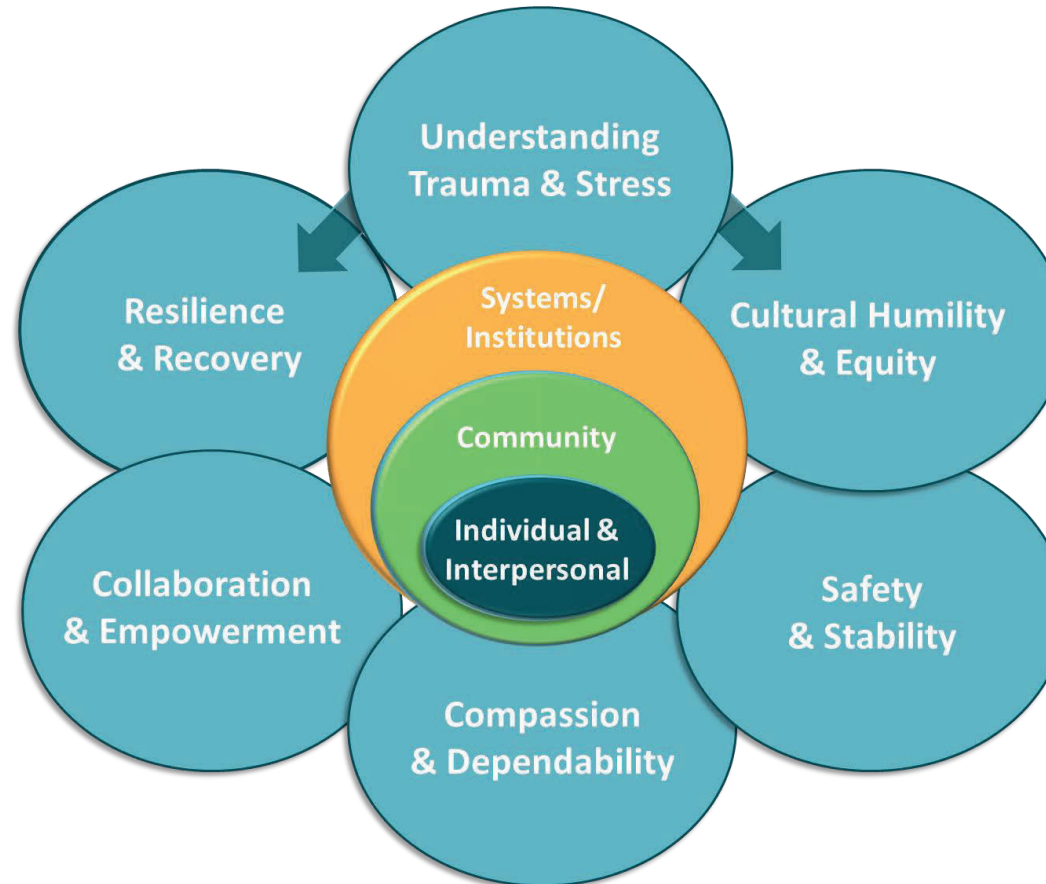 Understanding
Trauma & Stress
Resilience
& Recovery
Systems/
Institutions
Cultural Humility
& Equity
Community
Individual &
Interpersonal
Collaboration
& Empowerment
Safety
& Stability
Compassion
& Dependability